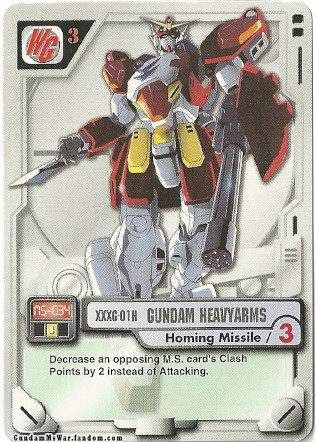 WG 3
MS-034
XXXG-01H GUNDAM HEAVYARMS
Homing Missile / 3
Decrease an opposing M.S. card's Clash
Points by 2 instead of Attacking.
GundamMsWar.fandom.com